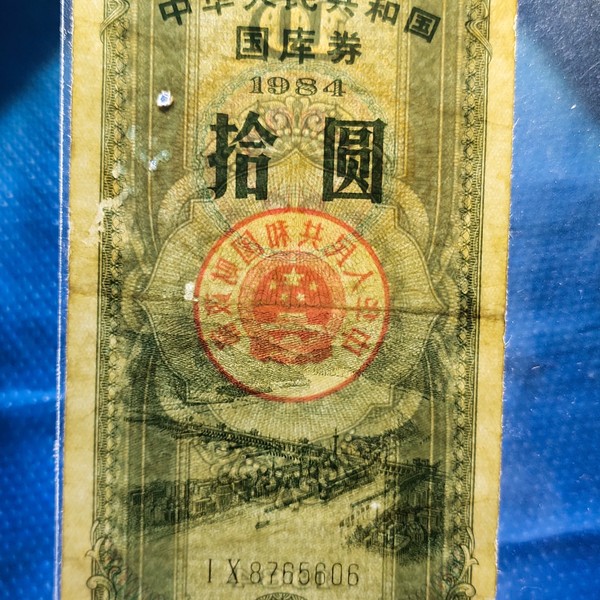 中华人民共和国
国库券
1984
拾圆
中华人民共和国财政部
I X 8765606